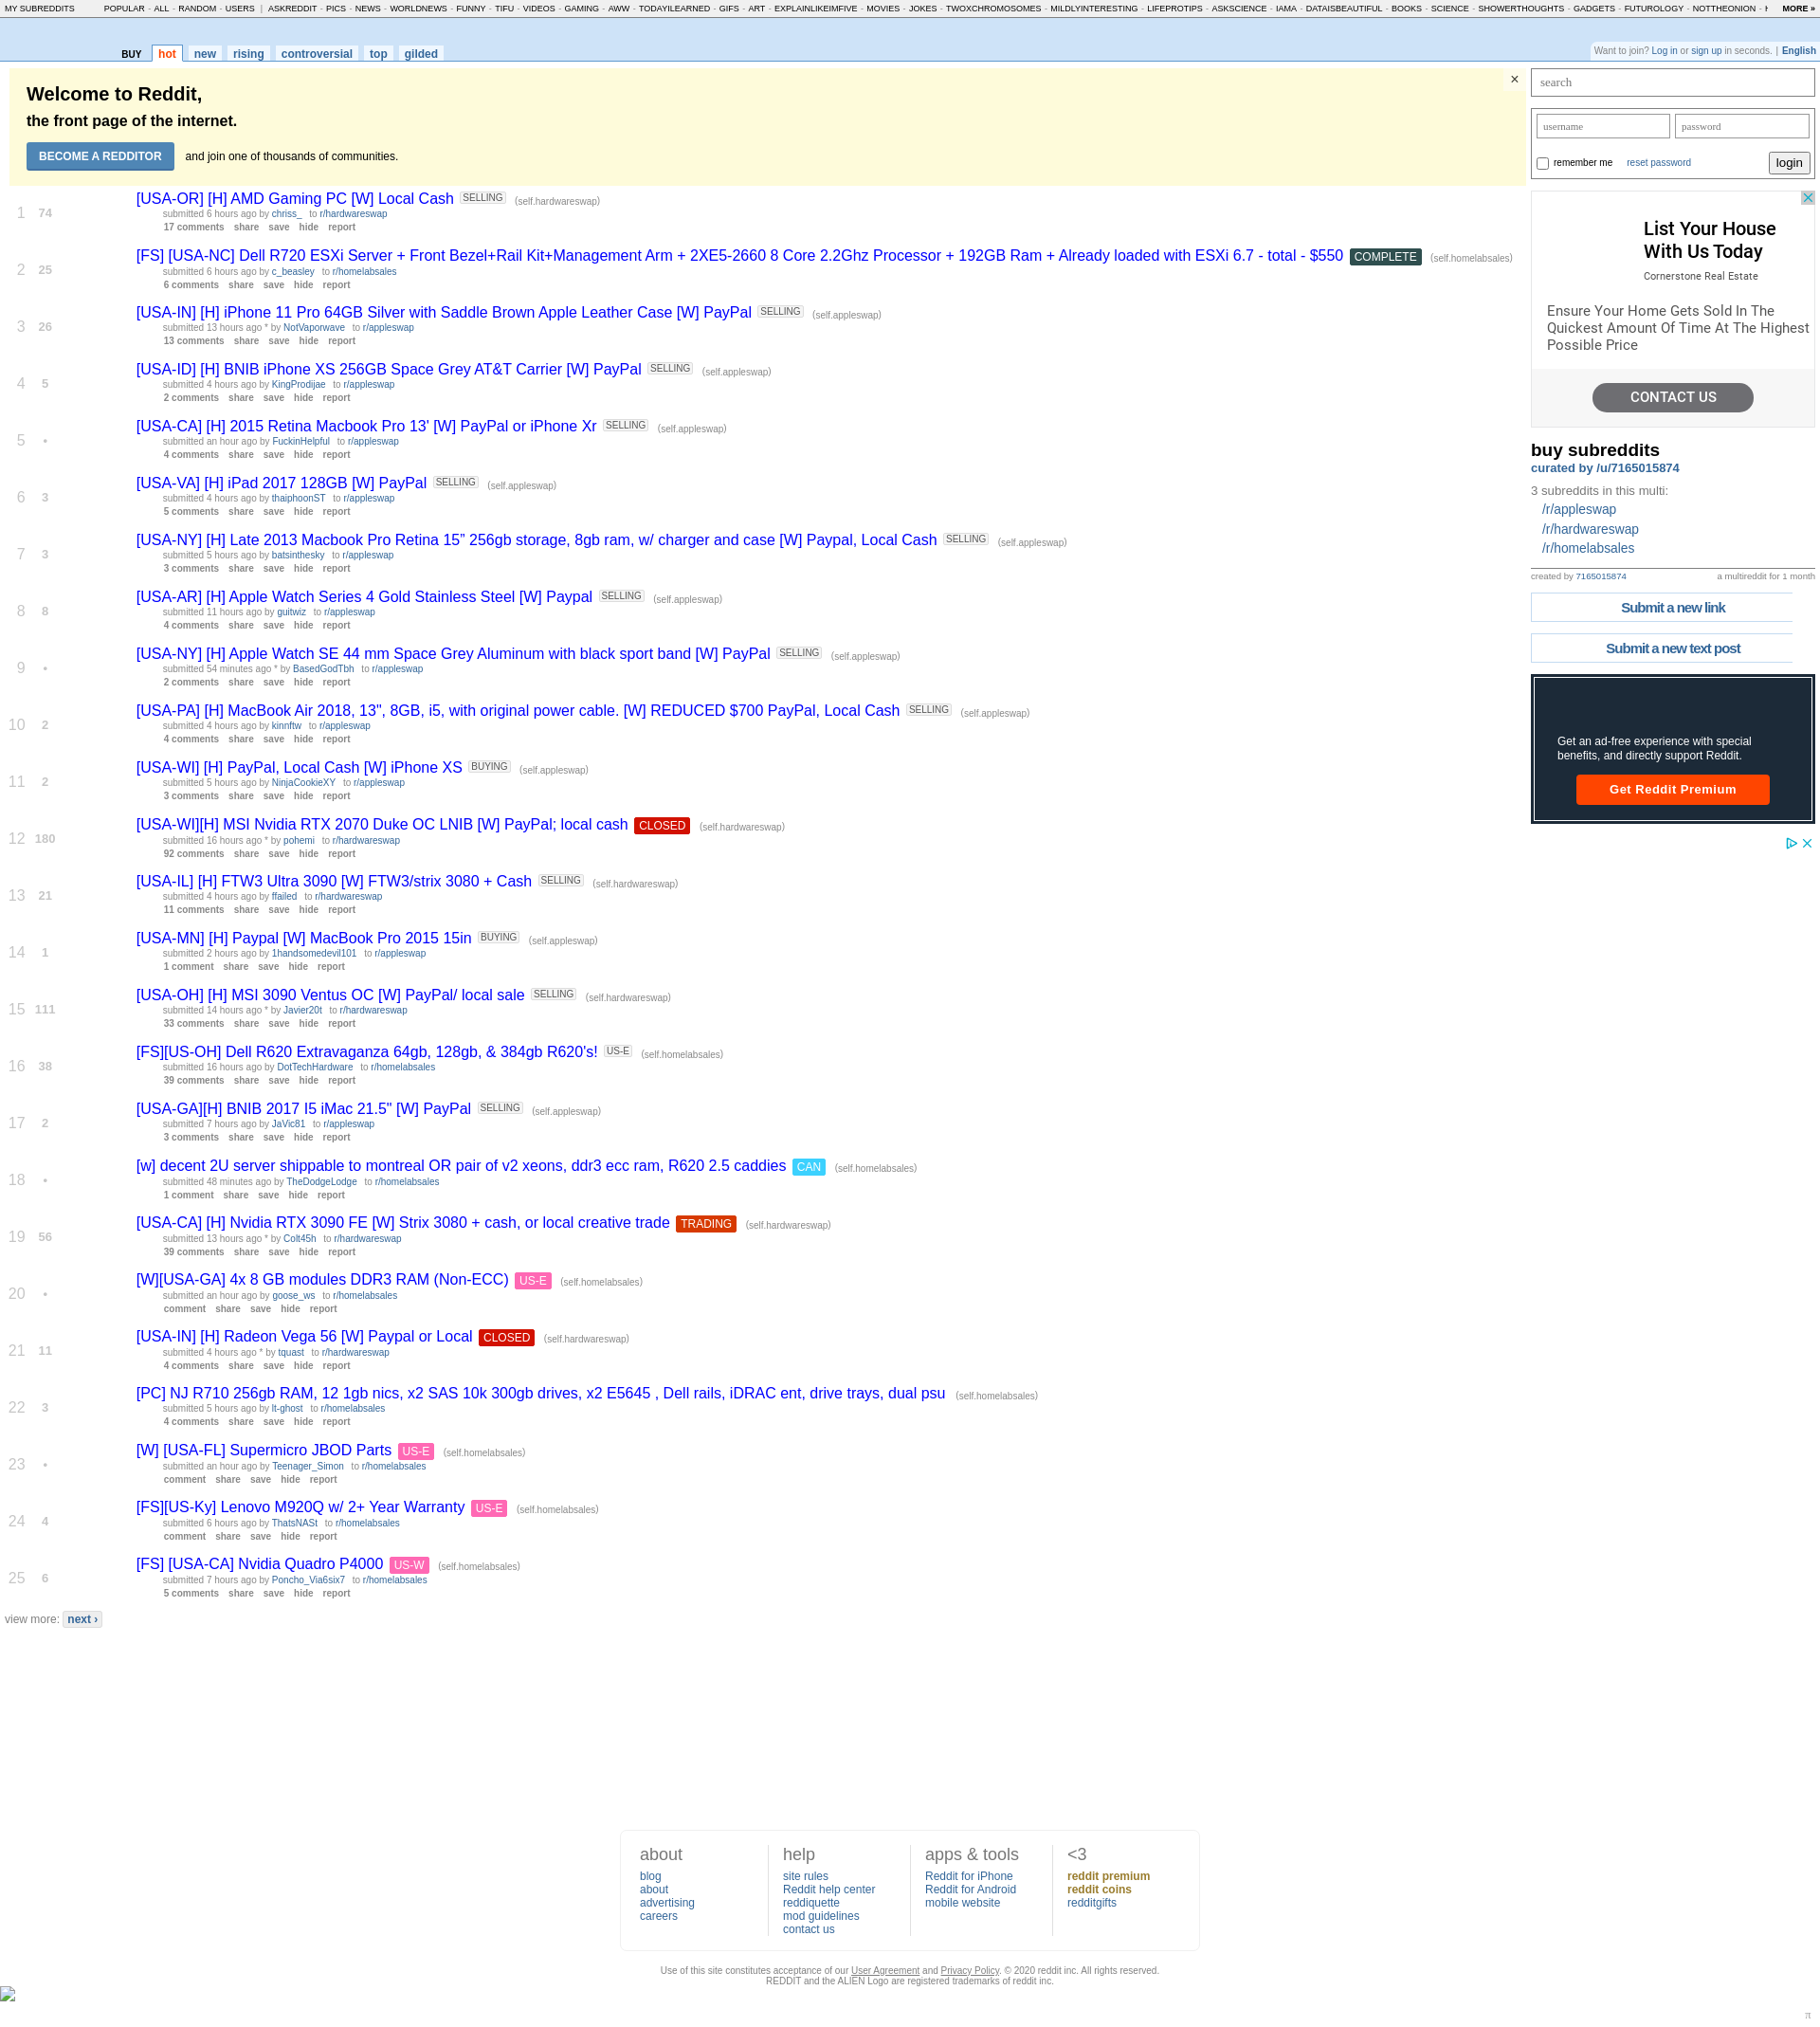 MY SUBREDDITS POPULAR - ALL - RANDOM - USERS | ASKREDDIT - PICS - NEWS - WORLDNEWS - FUNNY - TIFU - VIDEOS - GAMING - AWW - TODAYILEARNED - GIFS - ART - EXPLAINLIKEIMFIVE - MOVIES - JOKES - TWOXCHROMOSOMES - MILDLYINTERESTING - LIFEPROTIPS - ASKSCIENCE - IAMA - DATAISBEAUTIFUL - BOOKS - SCIENCE - SHOWERTHOUGHTS - GADGETS - FUTUROLOGY - NOTTHEONION - MORE »
BUY hot new rising controversial top gilded
Want to join? Log in or sign up in seconds. | English
Welcome to Reddit,
the front page of the internet.
BECOME A REDDITOR and join one of thousands of communities.
×
1 74 [USA-OR] [H] AMD Gaming PC [W] Local Cash SELLING (self.hardwareswap)
submitted 6 hours ago by chriss_ to r/hardwareswap
17 comments share save hide report
2 25 [FS] [USA-NC] Dell R720 ESXi Server + Front Bezel+Rail Kit+Management Arm + 2XE5-2660 8 Core 2.2Ghz Processor + 192GB Ram + Already loaded with ESXi 6.7 - total - $550 COMPLETE (self.homelabsales)
submitted 6 hours ago by c_beasley to r/homelabsales
6 comments share save hide report
3 26 [USA-IN] [H] iPhone 11 Pro 64GB Silver with Saddle Brown Apple Leather Case [W] PayPal SELLING (self.appleswap)
submitted 13 hours ago * by NotVaporwave to r/appleswap
13 comments share save hide report
4 5 [USA-ID] [H] BNIB iPhone XS 256GB Space Grey AT&T Carrier [W] PayPal SELLING (self.appleswap)
submitted 4 hours ago by KingProdijae to r/appleswap
2 comments share save hide report
5 • [USA-CA] [H] 2015 Retina Macbook Pro 13' [W] PayPal or iPhone Xr SELLING (self.appleswap)
submitted an hour ago by FuckinHelpful to r/appleswap
4 comments share save hide report
6 3 [USA-VA] [H] iPad 2017 128GB [W] PayPal SELLING (self.appleswap)
submitted 4 hours ago by thaiphoonST to r/appleswap
5 comments share save hide report
7 3 [USA-NY] [H] Late 2013 Macbook Pro Retina 15” 256gb storage, 8gb ram, w/ charger and case [W] Paypal, Local Cash SELLING (self.appleswap)
submitted 5 hours ago by batsinthesky to r/appleswap
3 comments share save hide report
8 8 [USA-AR] [H] Apple Watch Series 4 Gold Stainless Steel [W] Paypal SELLING (self.appleswap)
submitted 11 hours ago by guitwiz to r/appleswap
4 comments share save hide report
9 • [USA-NY] [H] Apple Watch SE 44 mm Space Grey Aluminum with black sport band [W] PayPal SELLING (self.appleswap)
submitted 54 minutes ago * by BasedGodTbh to r/appleswap
2 comments share save hide report
10 2 [USA-PA] [H] MacBook Air 2018, 13", 8GB, i5, with original power cable. [W] REDUCED $700 PayPal, Local Cash SELLING (self.appleswap)
submitted 4 hours ago by kinnftw to r/appleswap
4 comments share save hide report
11 2 [USA-WI] [H] PayPal, Local Cash [W] iPhone XS BUYING (self.appleswap)
submitted 5 hours ago by NinjaCookieXY to r/appleswap
3 comments share save hide report
12 180 [USA-WI][H] MSI Nvidia RTX 2070 Duke OC LNIB [W] PayPal; local cash CLOSED (self.hardwareswap)
submitted 16 hours ago * by pohemi to r/hardwareswap
92 comments share save hide report
13 21 [USA-IL] [H] FTW3 Ultra 3090 [W] FTW3/strix 3080 + Cash SELLING (self.hardwareswap)
submitted 4 hours ago by ffailed to r/hardwareswap
11 comments share save hide report
14 1 [USA-MN] [H] Paypal [W] MacBook Pro 2015 15in BUYING (self.appleswap)
submitted 2 hours ago by 1handsomedevil101 to r/appleswap
1 comment share save hide report
15 111 [USA-OH] [H] MSI 3090 Ventus OC [W] PayPal/ local sale SELLING (self.hardwareswap)
submitted 14 hours ago * by Javier20t to r/hardwareswap
33 comments share save hide report
16 38 [FS][US-OH] Dell R620 Extravaganza 64gb, 128gb, & 384gb R620's! US-E (self.homelabsales)
submitted 16 hours ago by DotTechHardware to r/homelabsales
39 comments share save hide report
17 2 [USA-GA][H] BNIB 2017 I5 iMac 21.5" [W] PayPal SELLING (self.appleswap)
submitted 7 hours ago by JaVic81 to r/appleswap
3 comments share save hide report
18 • [w] decent 2U server shippable to montreal OR pair of v2 xeons, ddr3 ecc ram, R620 2.5 caddies CAN (self.homelabsales)
submitted 48 minutes ago by TheDodgeLodge to r/homelabsales
1 comment share save hide report
19 56 [USA-CA] [H] Nvidia RTX 3090 FE [W] Strix 3080 + cash, or local creative trade TRADING (self.hardwareswap)
submitted 13 hours ago * by Colt45h to r/hardwareswap
39 comments share save hide report
20 • [W][USA-GA] 4x 8 GB modules DDR3 RAM (Non-ECC) US-E (self.homelabsales)
submitted an hour ago by goose_ws to r/homelabsales
comment share save hide report
21 11 [USA-IN] [H] Radeon Vega 56 [W] Paypal or Local CLOSED (self.hardwareswap)
submitted 4 hours ago * by tquast to r/hardwareswap
4 comments share save hide report
22 3 [PC] NJ R710 256gb RAM, 12 1gb nics, x2 SAS 10k 300gb drives, x2 E5645 , Dell rails, iDRAC ent, drive trays, dual psu (self.homelabsales)
submitted 5 hours ago by lt-ghost to r/homelabsales
4 comments share save hide report
23 • [W] [USA-FL] Supermicro JBOD Parts US-E (self.homelabsales)
submitted an hour ago by Teenager_Simon to r/homelabsales
comment share save hide report
24 4 [FS][US-Ky] Lenovo M920Q w/ 2+ Year Warranty US-E (self.homelabsales)
submitted 6 hours ago by ThatsNASt to r/homelabsales
comment share save hide report
25 6 [FS] [USA-CA] Nvidia Quadro P4000 US-W (self.homelabsales)
submitted 7 hours ago by Poncho_Via6six7 to r/homelabsales
5 comments share save hide report
view more: next ›
search
username password
remember me reset password login
List Your House
With Us Today
Cornerstone Real Estate
Ensure Your Home Gets Sold In The
Quickest Amount Of Time At The Highest
Possible Price
CONTACT US
buy subreddits
curated by /u/7165015874
3 subreddits in this multi:
/r/appleswap
/r/hardwareswap
/r/homelabsales
created by 7165015874 a multireddit for 1 month
Submit a new link
Submit a new text post
Get an ad-free experience with special
benefits, and directly support Reddit.
Get Reddit Premium
about
blog
about
advertising
careers
help
site rules
Reddit help center
reddiquette
mod guidelines
contact us
apps & tools
Reddit for iPhone
Reddit for Android
mobile website
<3
reddit premium
reddit coins
redditgifts
Use of this site constitutes acceptance of our User Agreement and Privacy Policy. © 2020 reddit inc. All rights reserved.
REDDIT and the ALIEN Logo are registered trademarks of reddit inc.
π